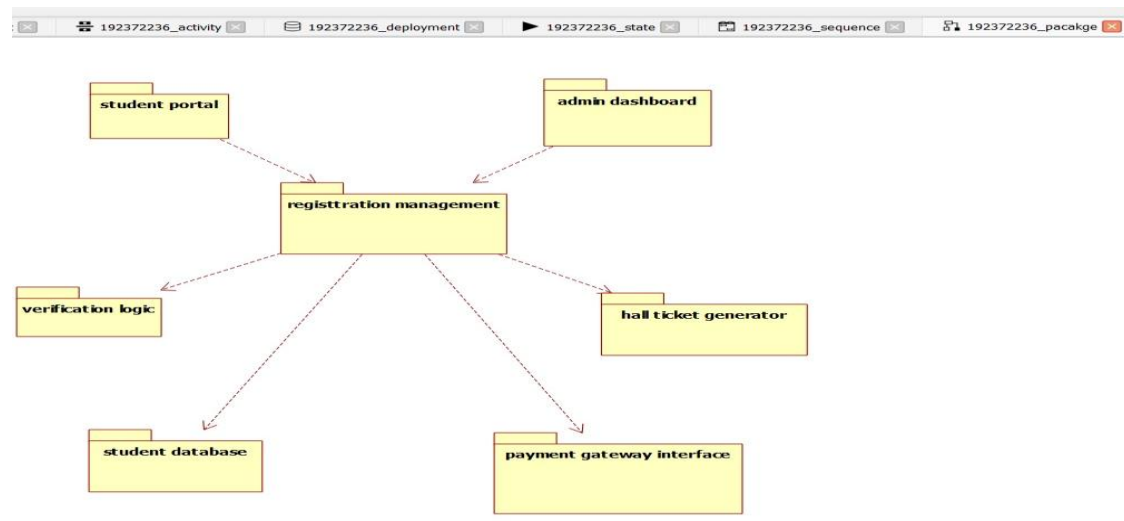 192372236_activity
192372236_deployment
192372236_state
192372236_sequence
192372236_pacakge
student portal
admin dashboard
registtration management
verification logic
hall ticket generator
student database
payment gateway interface